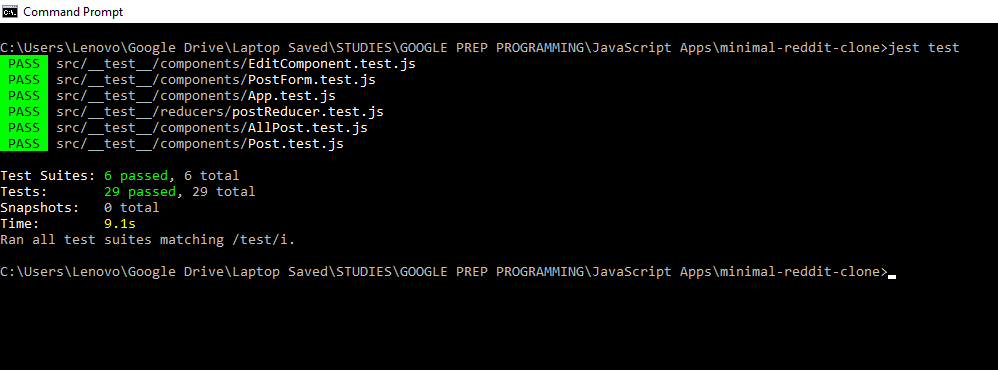 Command Prompt
C:\Users\Lenovo\Google Drive\Laptop Saved\STUDIES\GOOGLE PREP PROGRAMMING\JavaScript Apps\minimal-reddit-clone>jest test
PASS src/__test__/components/EditComponent.test.js
PASS src/__test__/components/PostForm.test.js
PASS src/__test__/components/App.test.js
PASS src/__test__/reducers/postReducer.test.js
PASS src/__test__/components/AllPost.test.js
PASS src/__test__/components/Post.test.js
Test Suites: 6 passed, 6 total
Tests: 29 passed, 29 total
Snapshots: 0 total
Time: 9.1s
Ran all test suites matching /test/i.
C:\Users\Lenovo\Google Drive\Laptop Saved\STUDIES\GOOGLE PREP PROGRAMMING\JavaScript Apps\minimal-reddit-clone>